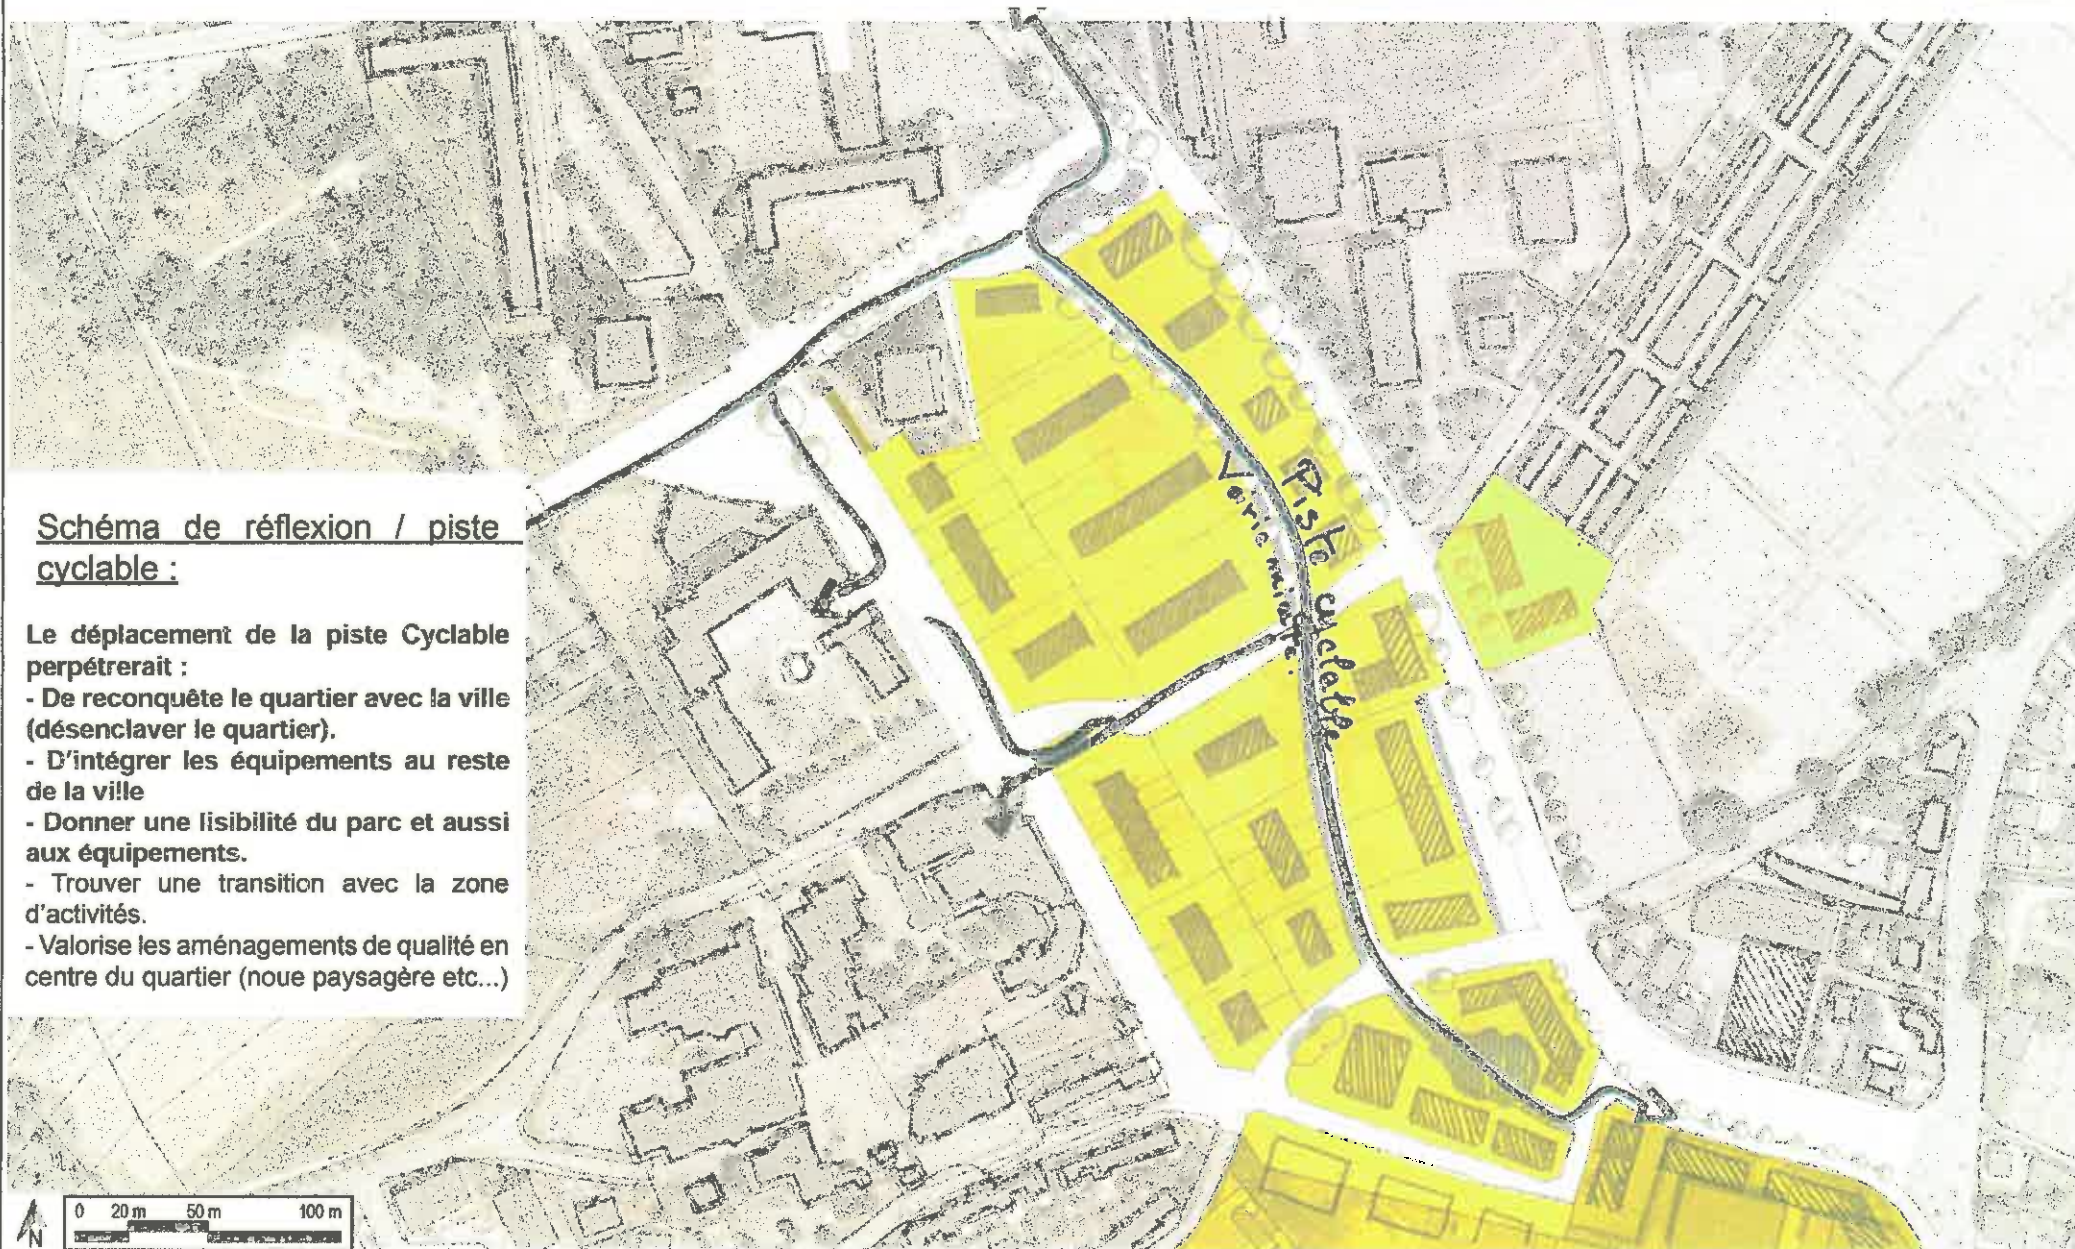 Schéma de réflexion / piste
cyclable :
Le déplacement de la piste Cyclable
perpétrerait :
- De reconquête le quartier avec la ville
(désenclaver le quartier).
- D'intégrer les équipements au reste
de la ville
- Donner une lisibilité du parc et aussi
aux équipements.
- Trouver une transition avec la zone
d'activités.
- Valorise les aménagements de qualité en
centre du quartier (noue paysagère etc...)
Piste cyclable
N
0 20 m 50 m 100 m